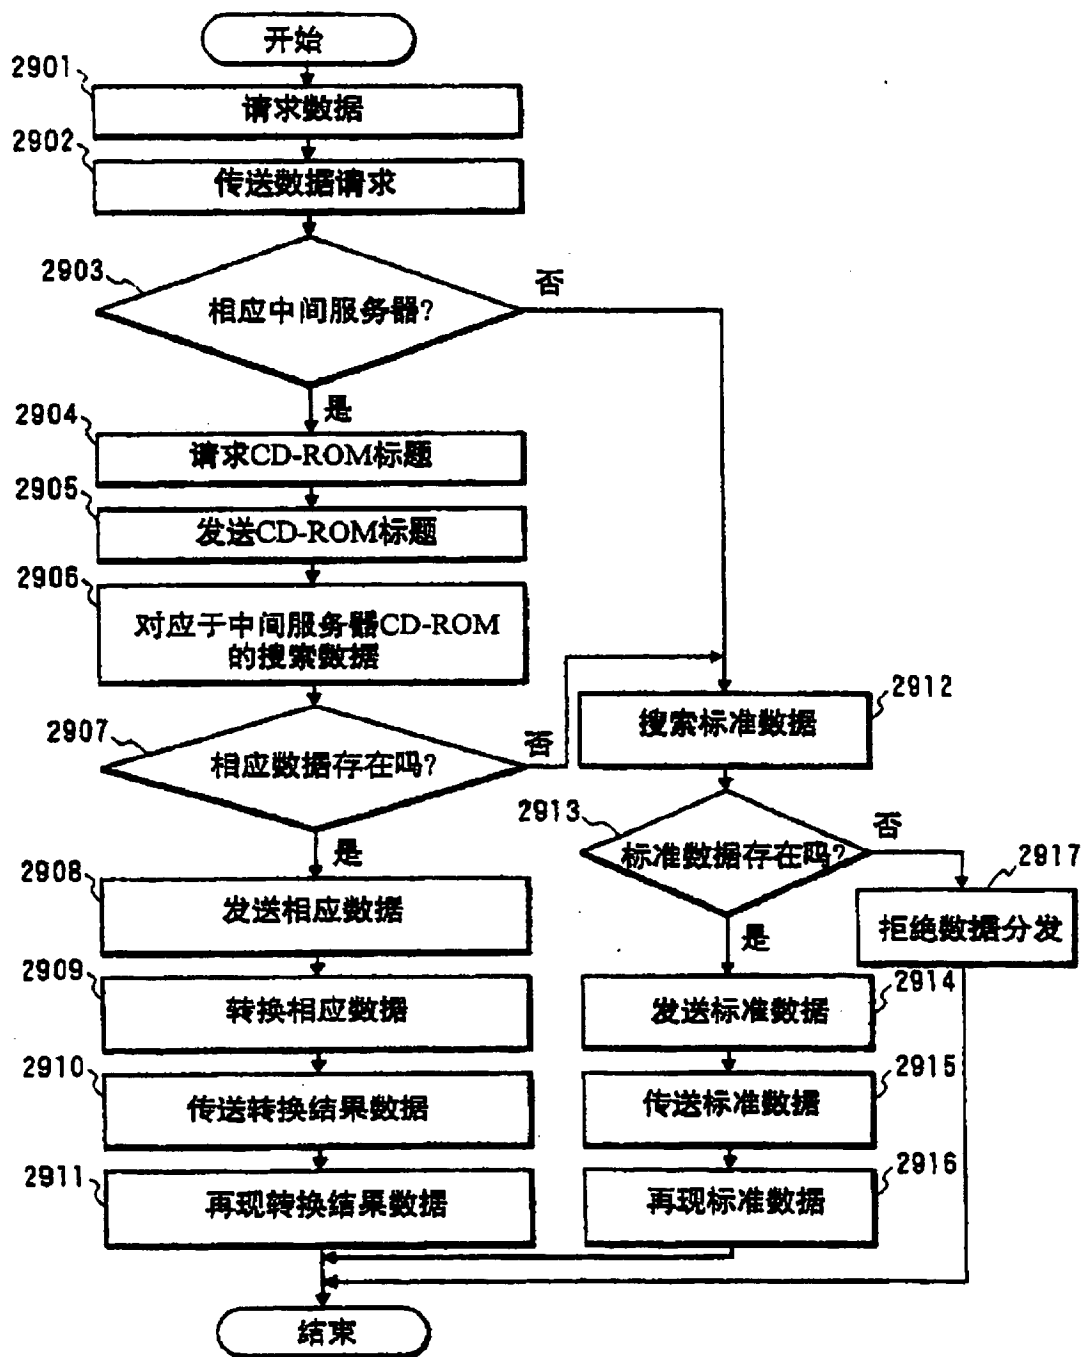 开始
2901
请求数据
2902
传送数据请求
2903
相应中间服务器?
否
是
2904
请求CD-ROM标题
2905
发送CD-ROM标题
2906
对应于中间服务器CD-ROM
的搜索数据
2907
相应数据存在吗?
否
是
2908
发送相应数据
2909
转换相应数据
2910
传送转换结果数据
2911
再现转换结果数据
2912
搜索标准数据
2913
标准数据存在吗?
否
是
2917
拒绝数据分发
2914
发送标准数据
2915
传送标准数据
2916
再现标准数据
结束